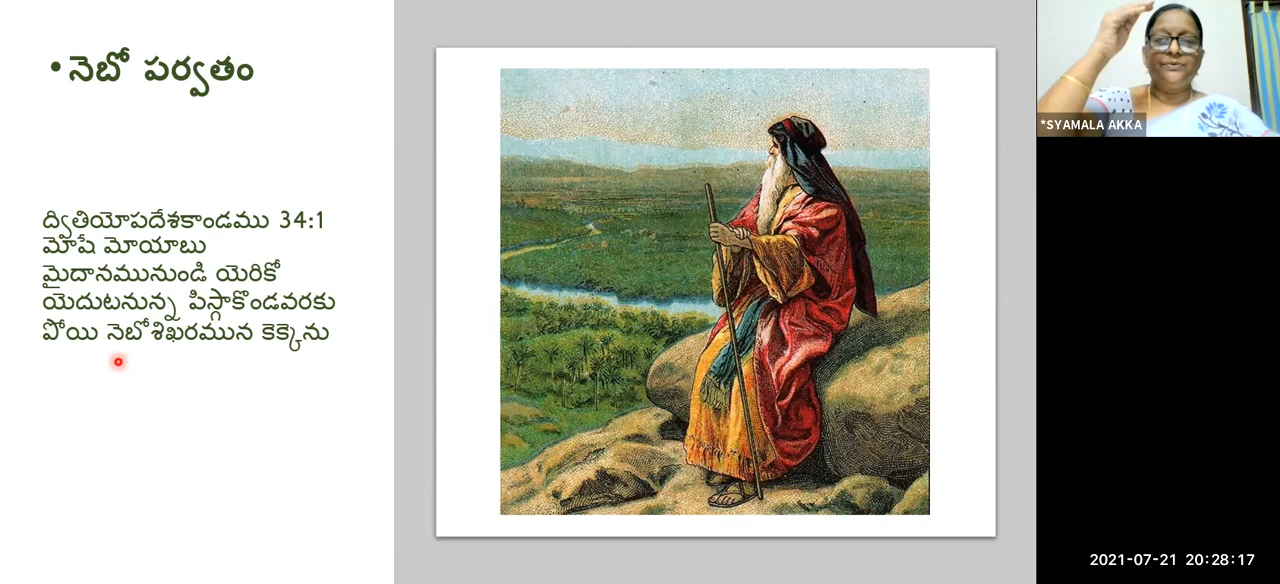 • నెబో పర్వతం
ద్వితియోపదేశకాండము 34:1
మోషే మోయాబు
మైదానమునుండి యెరికో
యెదుటనున్న పిస్గాకొండవరకు
పోయి నెబోశిఖరమున కెక్కెను
*SYAMALA AKKA
2021-07-21 20:28:17